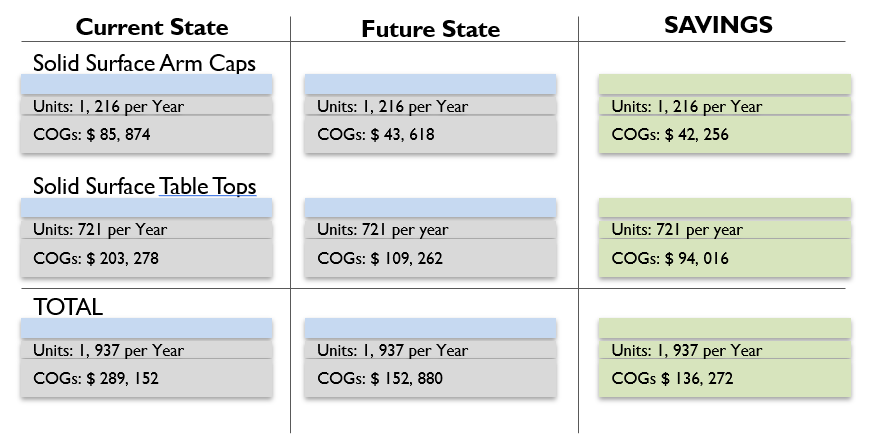 Current State
Future State
SAVINGS
Solid Surface Arm Caps
Units: 1, 216 per Year
Units: 1, 216 per Year
Units: 1, 216 per Year
COGs: $ 85, 874
COGs: $ 43, 618
COGs: $ 42, 256
Solid Surface Table Tops
Units: 721 per Year
Units: 721 per year
Units: 721 per year
COGs: $ 203, 278
COGs: $ 109, 262
COGs: $ 94, 016
TOTAL
Units: 1, 937 per Year
Units: 1, 937 per Year
Units: 1, 937 per Year
COGs: $ 289, 152
COGs: $ 152, 880
COGs $ 136, 272